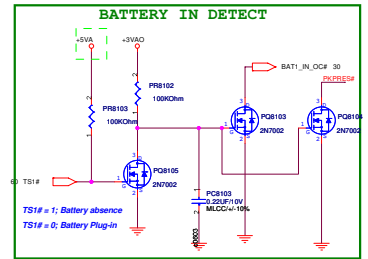 BATTERY IN DETECT
+5VA
+3VAO
BAT1_IN_OC# 30
PKPRES#
PR8102
100KOhm
PR8103
100KOhm
PQ8103
2N7002
PQ8104
2N7002
PQ8105
2N7002
60 TS1#
PC8103
0.22UF/10V
MLCC/+/-10%
c0603
TS1# = 1; Battery absence
TS1# = 0; Battery Plug-in